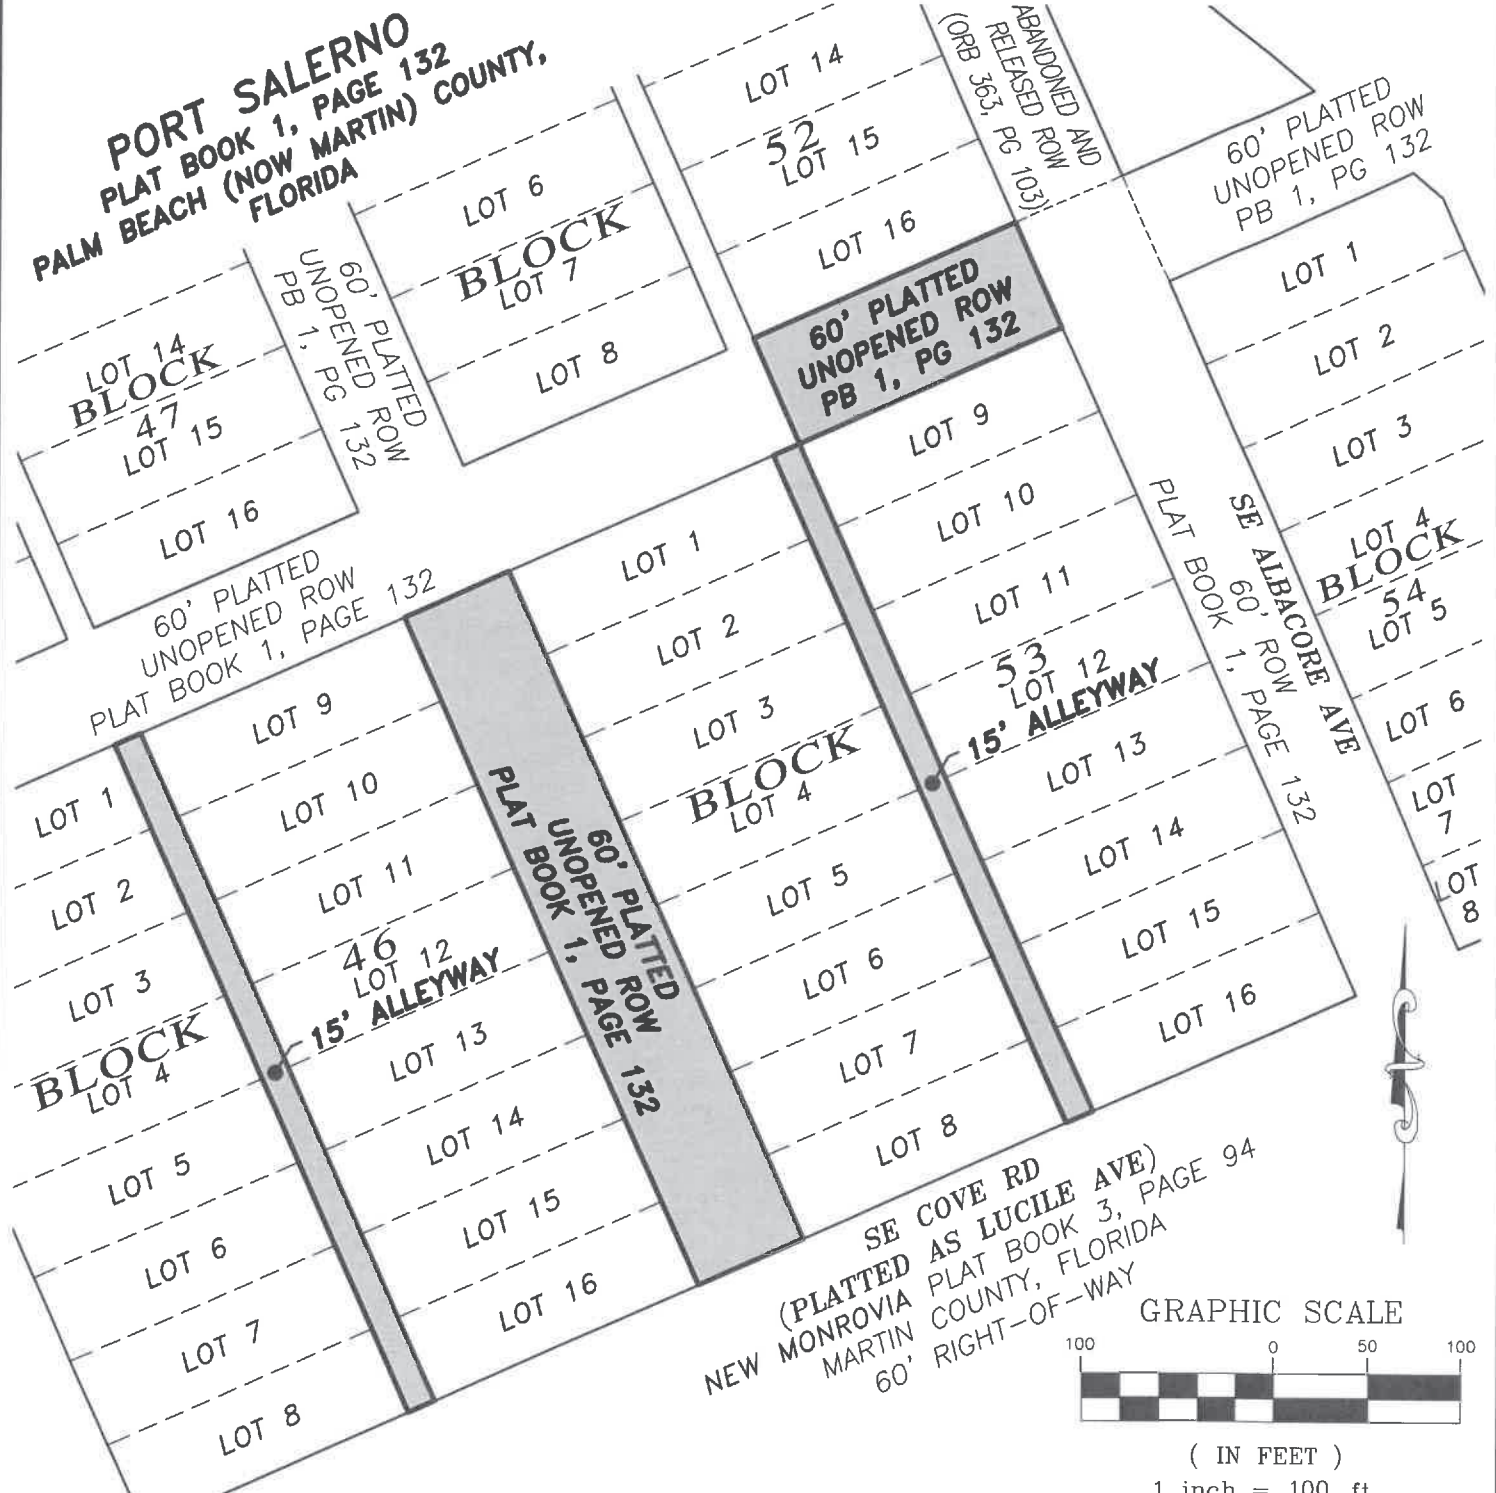 PORT SALERNO
PLAT BOOK 1, PAGE 132
PALM BEACH (NOW MARTIN) COUNTY,
FLORIDA
LOT 14
52
LOT 15
LOT 16
ABANDONED AND
RELEASED ROW
(ORB 363, PG 103)
60' PLATTED
UNOPENED ROW
PB 1, PG 132
LOT 6
BLOCK
LOT 7
LOT 8
60' PLATTED
UNOPENED ROW
PB 1, PG 132
LOT 14
BLOCK
47
LOT 15
LOT 16
60' PLATTED
UNOPENED ROW
PB 1, PG 132
LOT 1
LOT 2
LOT 3
LOT 4
BLOCK
54
LOT 5
LOT 6
LOT
7
LOT
8
60' PLATTED
UNOPENED ROW
PLAT BOOK 1, PAGE 132
LOT 1
LOT 2
LOT 3
BLOCK
LOT 4
LOT 5
LOT 6
LOT 7
LOT 8
LOT 9
LOT 10
LOT 11
53
LOT 12
15' ALLEYWAY
LOT 13
LOT 14
LOT 15
LOT 16
SE ALBACORE AVE
60' ROW
PLAT BOOK 1, PAGE 132
LOT 1
LOT 2
LOT 3
BLOCK
LOT 4
LOT 5
LOT 6
LOT 7
LOT 8
LOT 9
LOT 10
LOT 11
46
LOT 12
15' ALLEYWAY
LOT 13
LOT 14
LOT 15
LOT 16
60' PLATTED
UNOPENED ROW
PLAT BOOK 1, PAGE 132
SE COVE RD
(PLATTED AS LUCILE AVE)
NEW MONROVIA PLAT BOOK 3, PAGE 94
MARTIN COUNTY, FLORIDA
60' RIGHT-OF-WAY
GRAPHIC SCALE
100 0 50 100
( IN FEET )
1 inch = 100 ft.